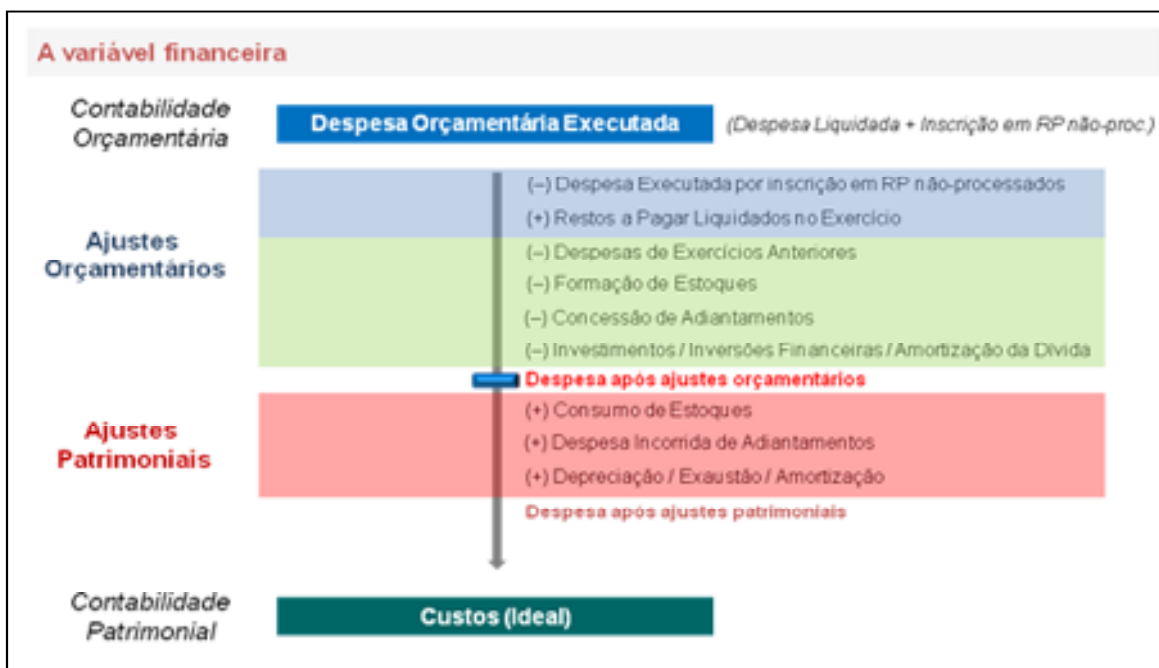 A variável financeira
Contabilidade
Orçamentária
Despesa Orçamentária Executada
(Despesa Liquidada + Inscrição em RP não-proc.)
Ajustes
Orçamentários
(–) Despesa Executada por inscrição em RP não-processados
(+) Restos a Pagar Liquidados no Exercício
(–) Despesas de Exercícios Anteriores
(–) Formação de Estoques
(–) Concessão de Adiantamentos
(–) Investimentos / Inversões Financeiras / Amortização da Dívida
Despesa após ajustes orçamentários
Ajustes
Patrimoniais
(+) Consumo de Estoques
(+) Despesa Incorrida de Adiantamentos
(+) Depreciação / Exaustão / Amortização
Despesa após ajustes patrimoniais
Contabilidade
Patrimonial
Custos (Ideal)